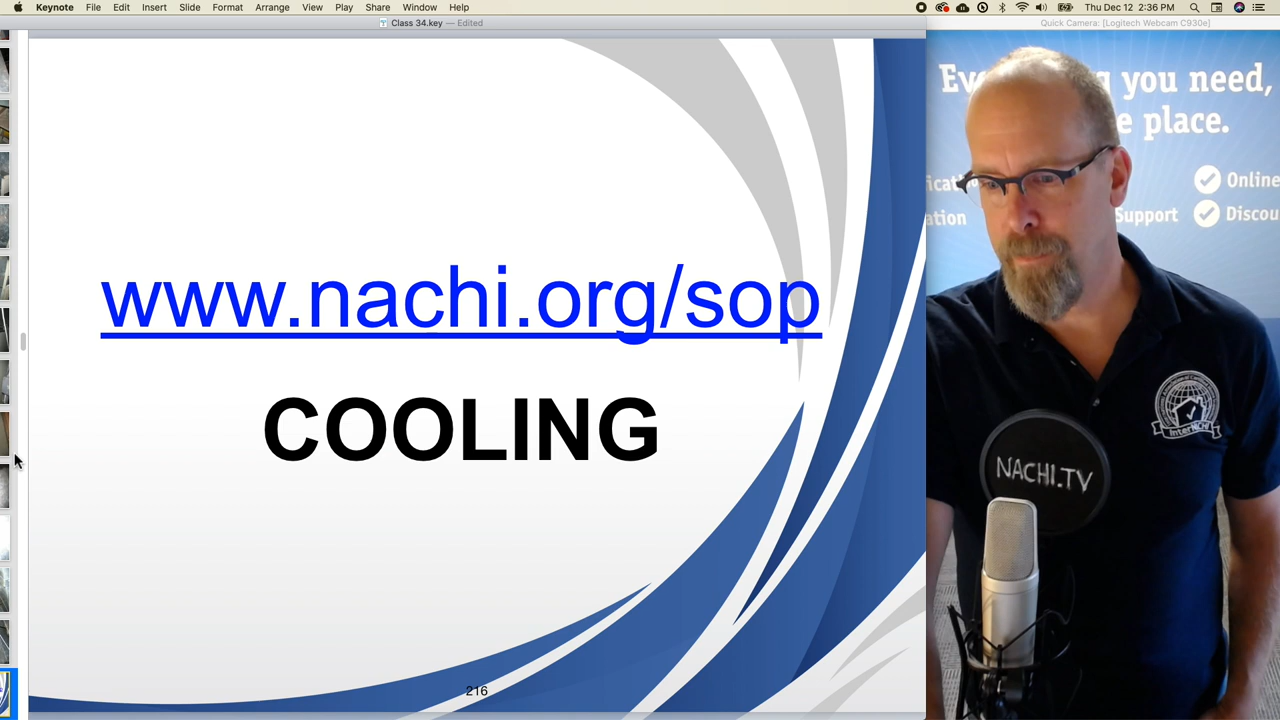 Keynote File Edit Insert Slide Format Arrange View Play Share Window Help Thu Dec 12 2:36 PM
Class 34.key — Edited
Quick Camera: [Logitech Webcam C930e]
you need,
e place.
Online
ation Support Discou
www.nachi.org/sop
COOLING
InterNACHI
NACHI.TV
216